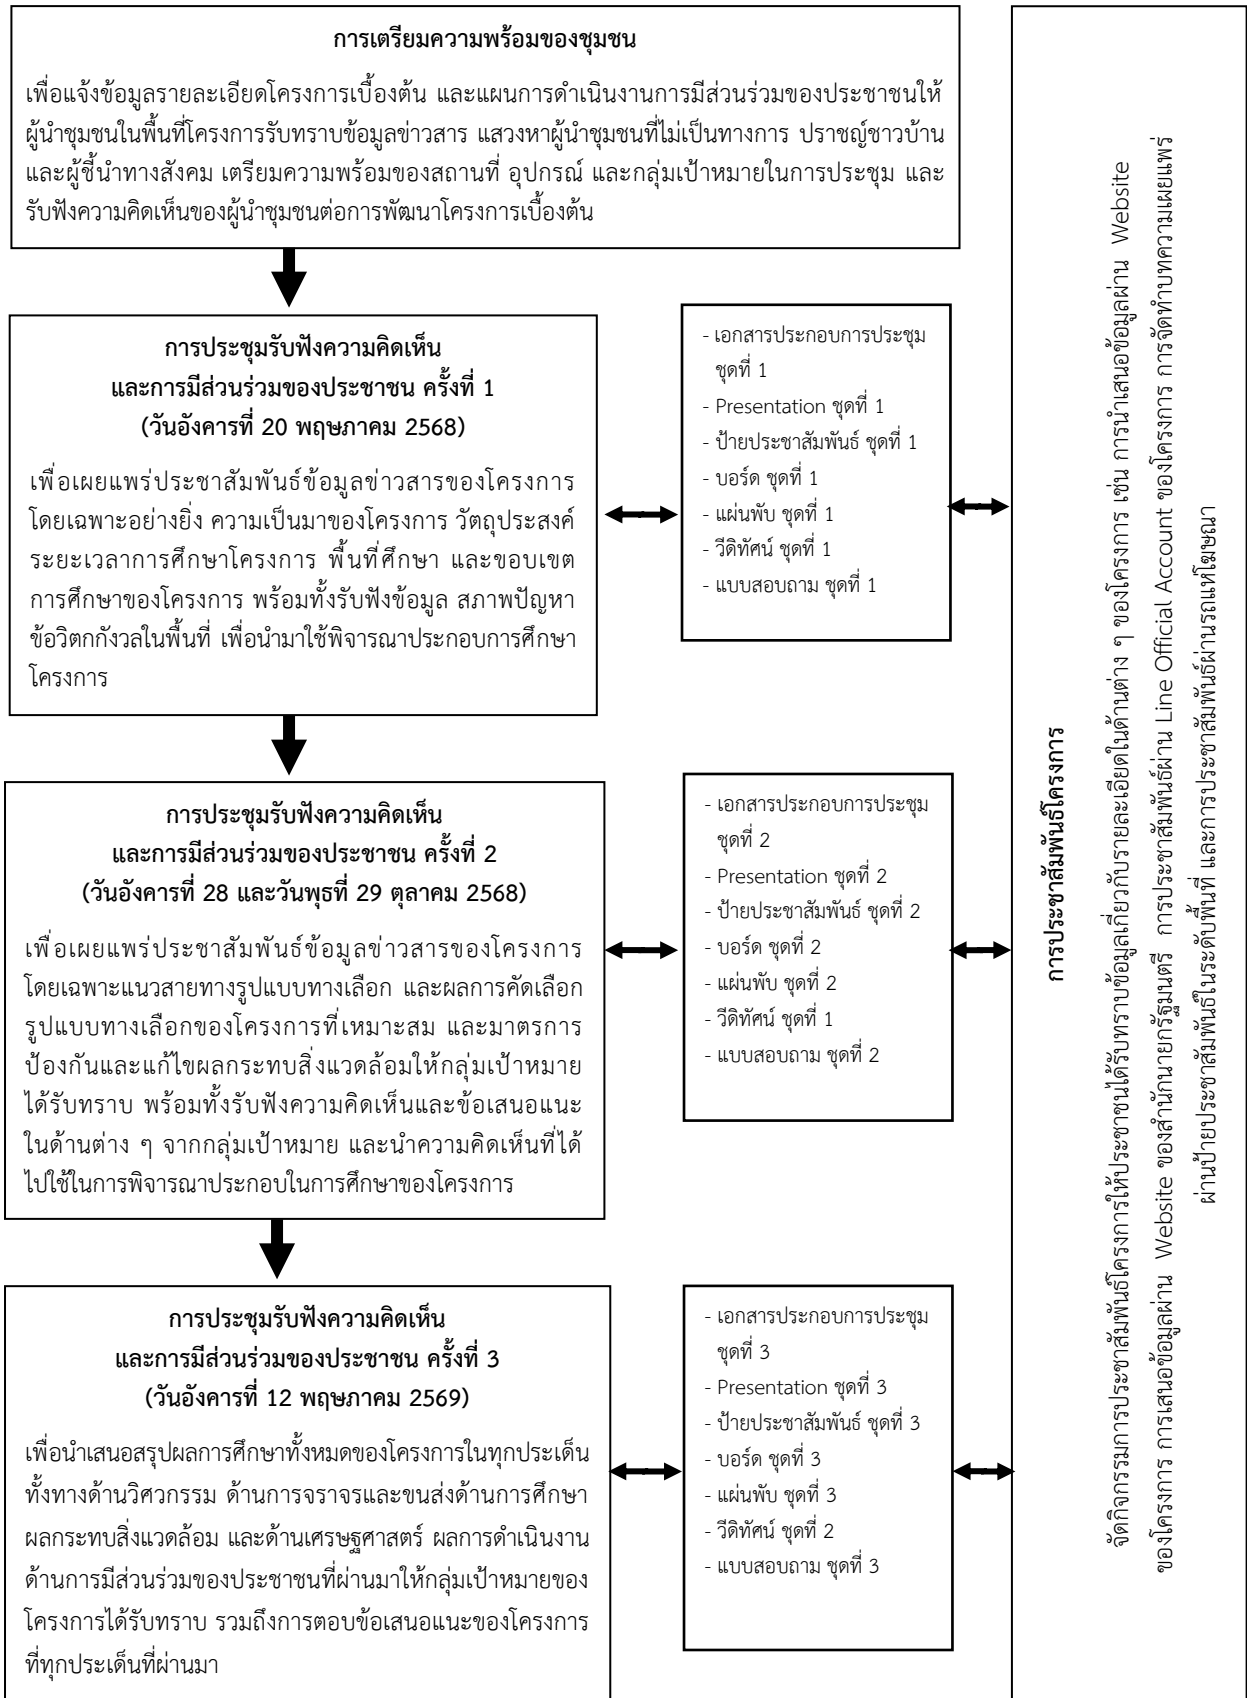 การเตรียมความพร้อมของชุมชน
เพื่อแจ้งข้อมูลรายละเอียดโครงการเบื้องต้น และแผนการดำเนินงานการมีส่วนร่วมของประชาชนให้
ผู้นำชุมชนในพื้นที่โครงการรับทราบข้อมูลข่าวสาร แสวงหาผู้นำชุมชนที่ไม่เป็นทางการ ปราชญ์ชาวบ้าน
และผู้ชี้นำทางสังคม เตรียมความพร้อมของสถานที่ อุปกรณ์ และกลุ่มเป้าหมายในการประชุม และ
รับฟังความคิดเห็นของผู้นำชุมชนต่อการพัฒนาโครงการเบื้องต้น
การประชุมรับฟังความคิดเห็น
และการมีส่วนร่วมของประชาชน ครั้งที่ 1
(วันอังคารที่ 20 พฤษภาคม 2568)
เพื่อเผยแพร่ประชาสัมพันธ์ข้อมูลข่าวสารของโครงการ
โดยเฉพาะอย่างยิ่ง ความเป็นมาของโครงการ วัตถุประสงค์
ระยะเวลาการศึกษาโครงการ พื้นที่ศึกษา และขอบเขต
การศึกษาของโครงการ พร้อมทั้งรับฟังข้อมูล สภาพปัญหา
ข้อวิตกกังวลในพื้นที่ เพื่อนำมาใช้พิจารณาประกอบการศึกษา
โครงการ
- เอกสารประกอบการประชุม
ชุดที่ 1
- Presentation ชุดที่ 1
- ป้ายประชาสัมพันธ์ ชุดที่ 1
- บอร์ด ชุดที่ 1
- แผ่นพับ ชุดที่ 1
- วีดิทัศน์ ชุดที่ 1
- แบบสอบถาม ชุดที่ 1
การประชุมรับฟังความคิดเห็น
และการมีส่วนร่วมของประชาชน ครั้งที่ 2
(วันอังคารที่ 28 และวันพุธที่ 29 ตุลาคม 2568)
เพื่อเผยแพร่ประชาสัมพันธ์ข้อมูลข่าวสารของโครงการ
โดยเฉพาะแนวสายทางรูปแบบทางเลือก และผลการคัดเลือก
รูปแบบทางเลือกของโครงการที่เหมาะสม และมาตรการ
ป้องกันและแก้ไขผลกระทบสิ่งแวดล้อมให้กลุ่มเป้าหมาย
ได้รับทราบ พร้อมทั้งรับฟังความคิดเห็นและข้อเสนอแนะ
ในด้านต่าง ๆ จากกลุ่มเป้าหมาย และนำความคิดเห็นที่ได้
ไปใช้ในการพิจารณาประกอบในการศึกษาของโครงการ
- เอกสารประกอบการประชุม
ชุดที่ 2
- Presentation ชุดที่ 2
- ป้ายประชาสัมพันธ์ ชุดที่ 2
- บอร์ด ชุดที่ 2
- แผ่นพับ ชุดที่ 2
- วีดิทัศน์ ชุดที่ 1
- แบบสอบถาม ชุดที่ 2
การประชุมรับฟังความคิดเห็น
และการมีส่วนร่วมของประชาชน ครั้งที่ 3
(วันอังคารที่ 12 พฤษภาคม 2569)
เพื่อนำเสนอสรุปผลการศึกษาทั้งหมดของโครงการในทุกประเด็น
ทั้งทางด้านวิศวกรรม ด้านการจราจรและขนส่งด้านการศึกษา
ผลกระทบสิ่งแวดล้อม และด้านเศรษฐศาสตร์ ผลการดำเนินงาน
ด้านการมีส่วนร่วมของประชาชนที่ผ่านมาให้กลุ่มเป้าหมายของ
โครงการได้รับทราบ รวมถึงการตอบข้อเสนอแนะของโครงการ
ที่ทุกประเด็นที่ผ่านมา
- เอกสารประกอบการประชุม
ชุดที่ 3
- Presentation ชุดที่ 3
- ป้ายประชาสัมพันธ์ ชุดที่ 3
- บอร์ด ชุดที่ 3
- แผ่นพับ ชุดที่ 3
- วีดิทัศน์ ชุดที่ 2
- แบบสอบถาม ชุดที่ 3
การประชาสัมพันธ์โครงการ
จัดกิจกรรมการประชาสัมพันธ์โครงการให้ประชาชนได้รับทราบข้อมูลเกี่ยวกับรายละเอียดในด้านต่าง ๆ ของโครงการ เช่น การนำเสนอข้อมูลผ่าน Website
ของโครงการ การเสนอข้อมูลผ่าน Website ของสำนักนายกรัฐมนตรี การประชาสัมพันธ์ผ่าน Line Official Account ของโครงการ การจัดทำบทความเผยแพร่
ผ่านป้ายประชาสัมพันธ์ในระดับพื้นที่ และการประชาสัมพันธ์ผ่านรถแห่โฆษณา